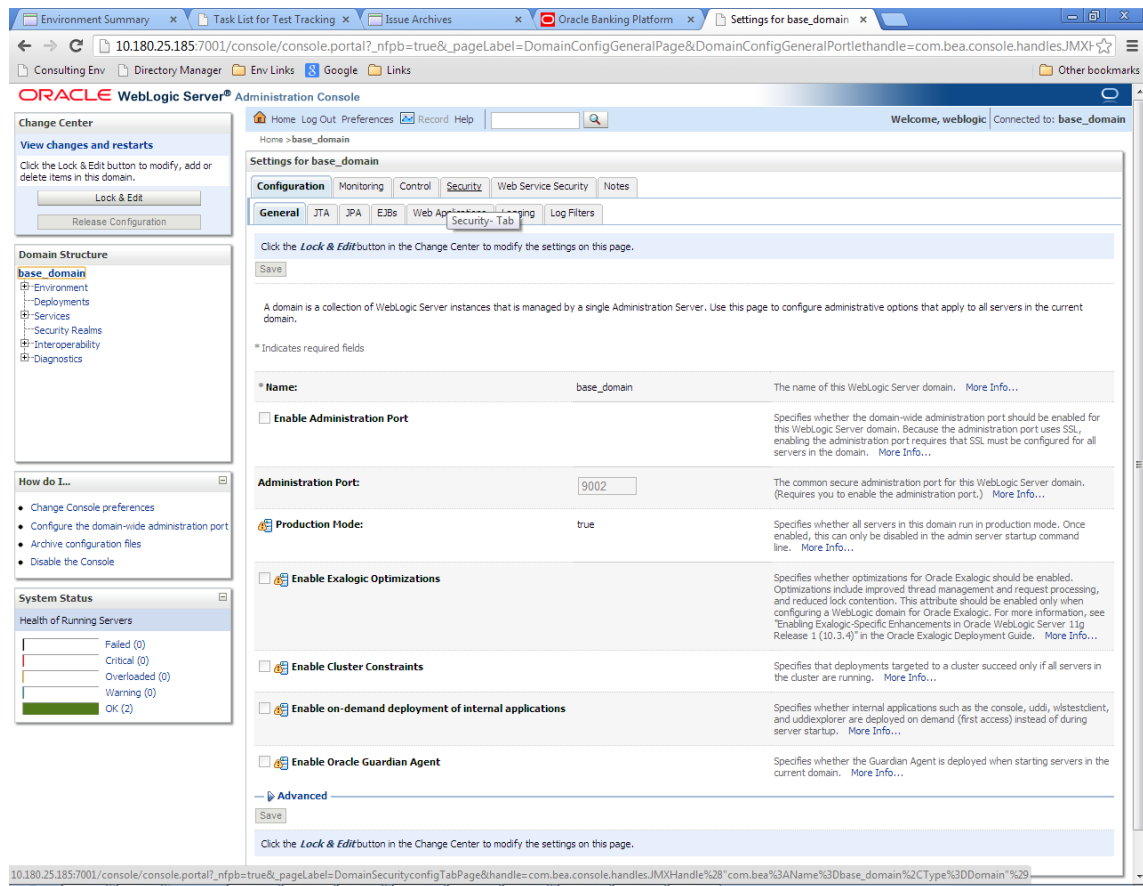 Environment Summary × Task List for Test Tracking × Issue Archives × Oracle Banking Platform × Settings for base_domain ×
10.180.25.185:7001/console/console.portal?_nfpb=true&_pageLabel=DomainConfigGeneralPage&DomainConfigGeneralPortlethandle=com.bea.console.handles.JMXH
Consulting Env Directory Manager Env Links Google Links Other bookmarks
ORACLE WebLogic Server® Administration Console
Change Center
View changes and restarts
Click the Lock & Edit button to modify, add or
delete items in this domain.
Lock & Edit
Release Configuration
Domain Structure
base_domain
Environment
Deployments
Services
Security Realms
Interoperability
Diagnostics
How do I...
Change Console preferences
Configure the domain-wide administration port
Archive configuration files
Disable the Console
System Status
Health of Running Servers
Failed (0)
Critical (0)
Overloaded (0)
Warning (0)
OK (2)
Home Log Out Preferences Record Help
Welcome, weblogic Connected to: base_domain
Home >base_domain
Settings for base_domain
Configuration Monitoring Control Security Web Service Security Notes
General JTA JPA EJBs Web Applications Logging Log Filters
Security- Tab
Click the Lock & Edit button in the Change Center to modify the settings on this page.
Save
A domain is a collection of WebLogic Server instances that is managed by a single Administration Server. Use this page to configure administrative options that apply to all servers in the current
domain.
* Indicates required fields
* Name: base_domain The name of this WebLogic Server domain. More Info...
Enable Administration Port
Specifies whether the domain-wide administration port should be enabled for
this WebLogic Server domain. Because the administration port uses SSL,
enabling the administration port requires that SSL must be configured for all
servers in the domain. More Info...
Administration Port: 9002
The common secure administration port for this WebLogic Server domain.
(Requires you to enable the administration port.) More Info...
Production Mode: true
Specifies whether all servers in this domain run in production mode. Once
enabled, this can only be disabled in the admin server startup command
line. More Info...
Enable Exalogic Optimizations
Specifies whether optimizations for Oracle Exalogic should be enabled.
Optimizations include improved thread management and request processing,
and reduced lock contention. This attribute should be enabled only when
configuring a WebLogic domain for Oracle Exalogic. For more information, see
"Enabling Exalogic-Specific Enhancements in Oracle WebLogic Server 11g
Release 1 (10.3.4)" in the Oracle Exalogic Deployment Guide. More Info...
Enable Cluster Constraints
Specifies that deployments targeted to a cluster succeed only if all servers in
the cluster are running. More Info...
Enable on-demand deployment of internal applications
Specifies whether internal applications such as the console, uddi, wlstestclient,
and uddiexplorer are deployed on demand (first access) instead of during
server startup. More Info...
Enable Oracle Guardian Agent
Specifies whether the Guardian Agent is deployed when starting servers in the
current domain. More Info...
Advanced
Save
Click the Lock & Edit button in the Change Center to modify the settings on this page.
10.180.25.185:7001/console/console.portal?_nfpb=true&_pageLabel=DomainSecurityconfigTabPage&handle=com.bea.console.handles.JMXHandle%28"com.bea%3AName%3Dbase_domain%2CType%3DDomain"%29